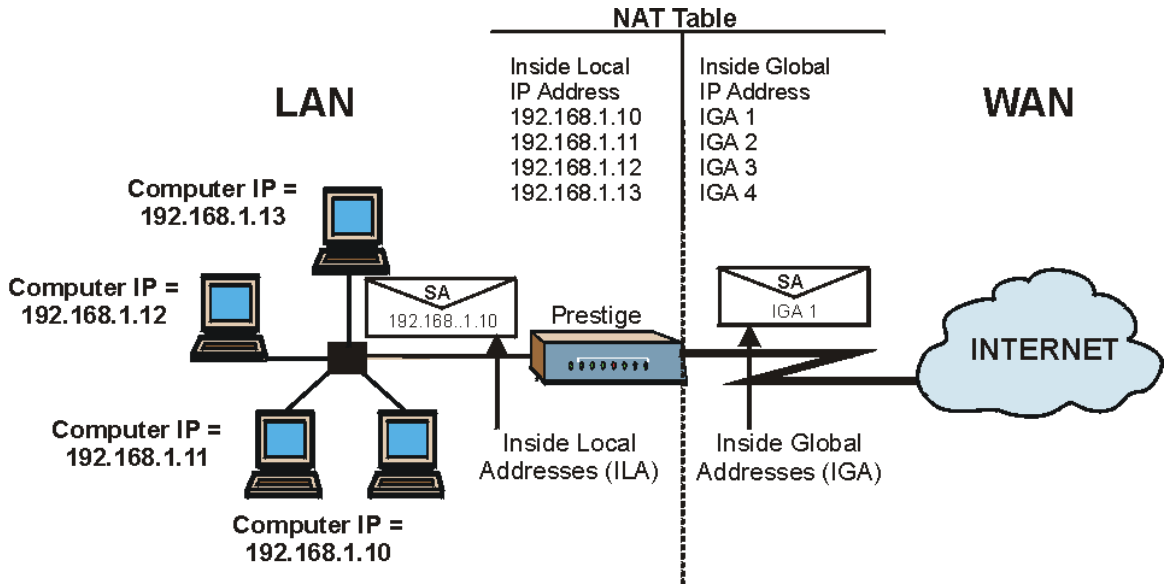 NAT Table
Inside Local
IP Address
192.168.1.10
192.168.1.11
192.168.1.12
192.168.1.13
Inside Global
IP Address
IGA 1
IGA 2
IGA 3
IGA 4
LAN
WAN
Computer IP =
192.168.1.13
Computer IP =
192.168.1.12
SA
192.168..1.10
Prestige
SA
IGA 1
INTERNET
Computer IP =
192.168.1.11
Inside Local
Addresses (ILA)
Inside Global
Addresses (IGA)
Computer IP =
192.168.1.10